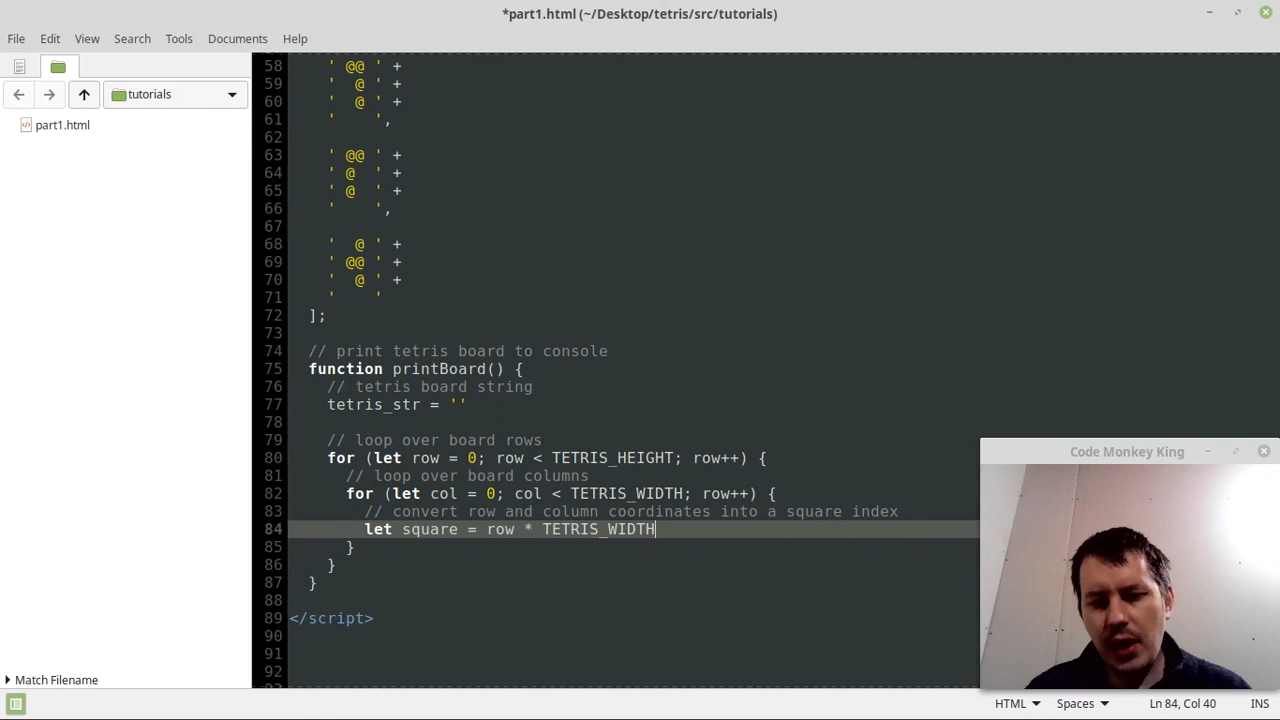 *part1.html (~/Desktop/tetris/src/tutorials)
File Edit View Search Tools Documents Help
tutorials
part1.html
58 ' @@ ' +
59 '  @ ' +
60 '  @ ' +
61 '    ',
62
63 ' @@ ' +
64 ' @  ' +
65 ' @  ' +
66 '    ',
67
68 '  @ ' +
69 ' @@ ' +
70 '  @ ' +
71 '    '
72 ];
73
74 // print tetris board to console
75 function printBoard() {
76 // tetris board string
77 tetris_str = ''
78
79 // loop over board rows
80 for (let row = 0; row < TETRIS_HEIGHT; row++) {
81 // loop over board columns
82 for (let col = 0; col < TETRIS_WIDTH; row++) {
83 // convert row and column coordinates into a square index
84 let square = row * TETRIS_WIDTH
85 }
86 }
87 }
88
89 </script>
90
91
92
Code Monkey King
Match Filename
HTML Spaces Ln 84, Col 40 INS